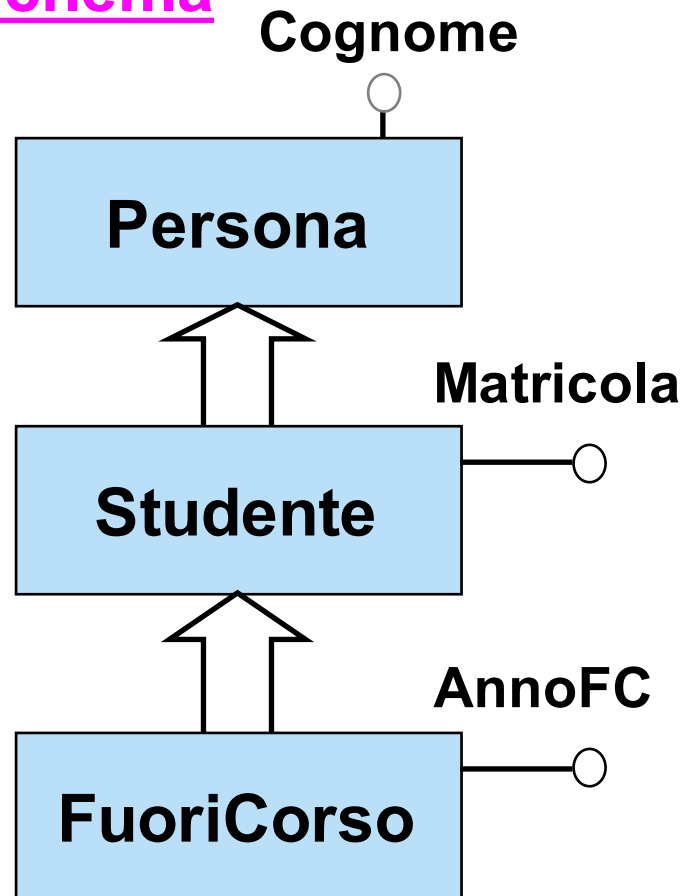 Cognome
Persona
Matricola
Studente
AnnoFC
FuoriCorso